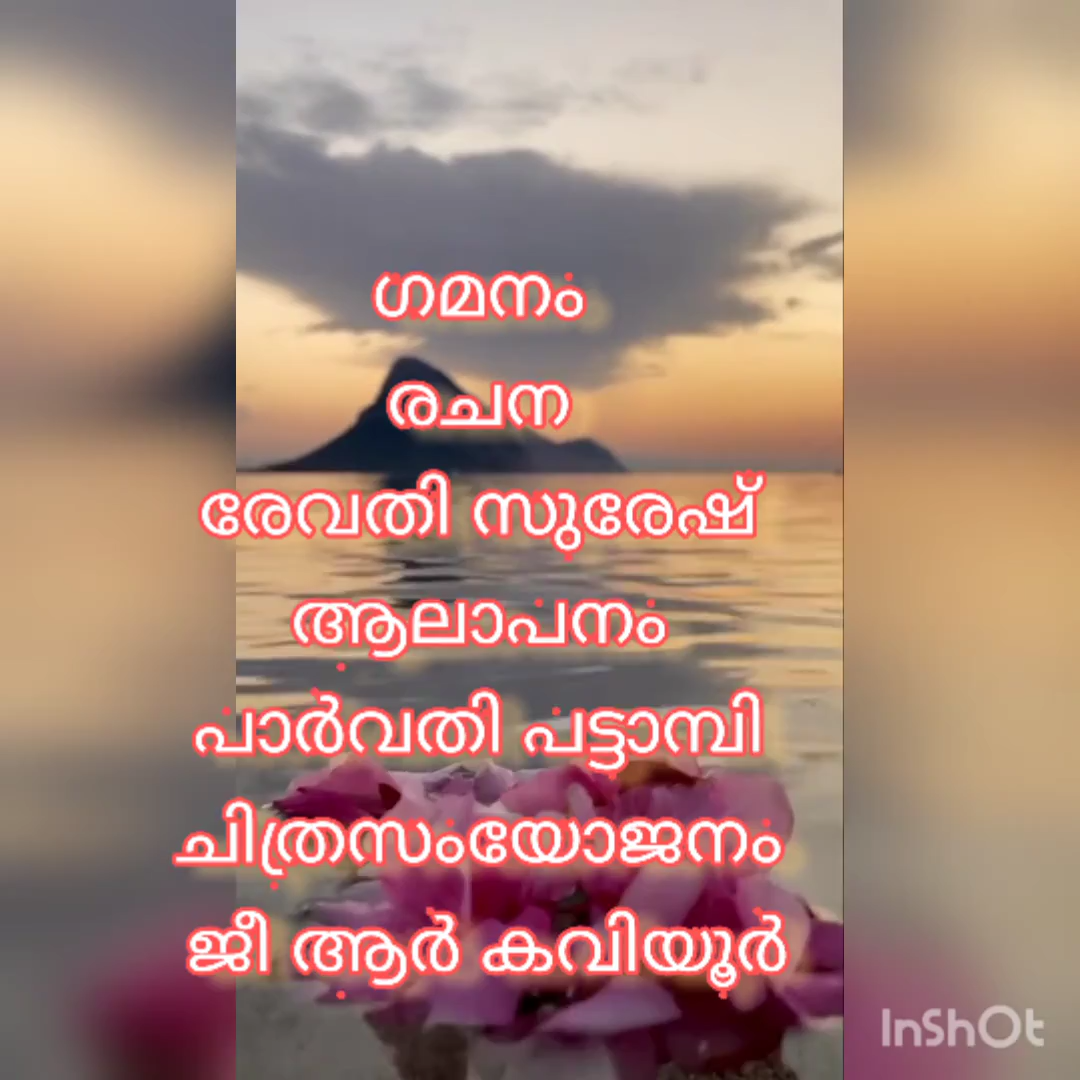 ഗമനം
രചന
രേവതി സുരേഷ്
ആലാപനം
പാർവതി പട്ടാമ്പി
ചിത്രസംയോജനം
ജീ ആർ കവിയൂർ
InShOt